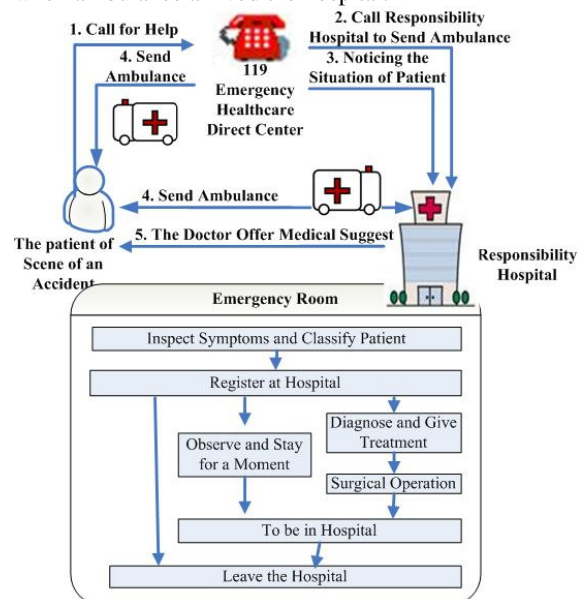 1. Call for Help
2. Call Responsibility
Hospital to Send Ambulance
4. Send
Ambulance
3. Noticing the
Situation of Patient
119
Emergency
Healthcare
Direct Center
4. Send Ambulance
5. The Doctor Offer Medical Suggest
The patient of
Scene of an
Accident
Responsibility
Hospital
Emergency Room
Inspect Symptoms and Classify Patient
Register at Hospital
Observe and Stay
for a Moment
Diagnose and Give
Treatment
Surgical Operation
To be in Hospital
Leave the Hospital